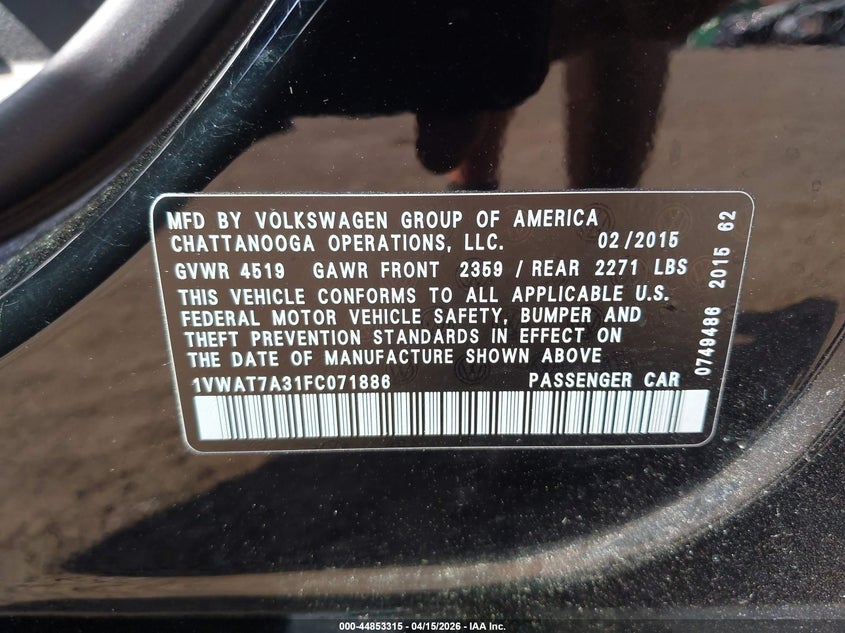 MFD BY VOLKSWAGEN GROUP OF AMERICA
CHATTANOOGA OPERATIONS, LLC. 02/2015
GVWR 4519 GAWR FRONT 2359 / REAR 2271 LBS
THIS VEHICLE CONFORMS TO ALL APPLICABLE U.S.
FEDERAL MOTOR VEHICLE SAFETY, BUMPER AND
THEFT PREVENTION STANDARDS IN EFFECT ON
THE DATE OF MANUFACTURE SHOWN ABOVE
1VWAT7A31FC071886 PASSENGER CAR
0749486 2015 62
000-44853315 - 04/15/2026 - IAA Inc.